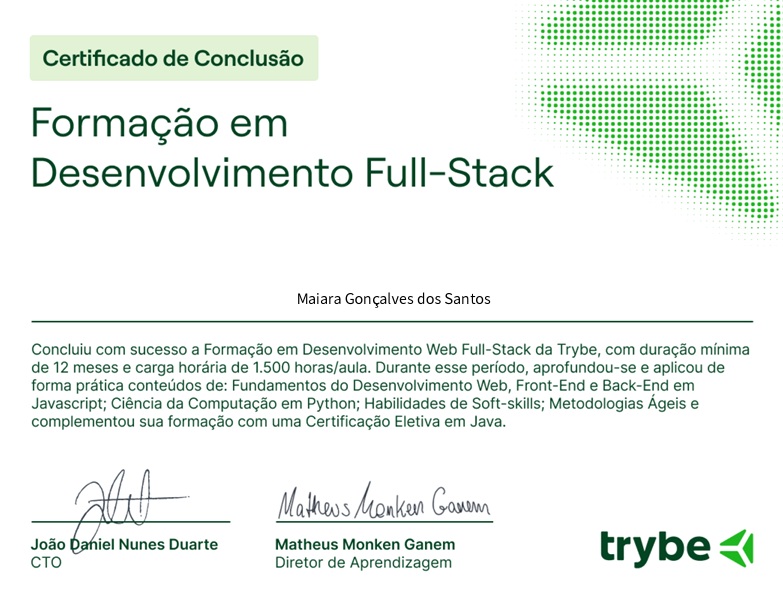 Certificado de Conclusão
Formação em
Desenvolvimento Full-Stack
Maiara Gonçalves dos Santos
Concluiu com sucesso a Formação em Desenvolvimento Web Full-Stack da Trybe, com duração mínima
de 12 meses e carga horária de 1.500 horas/aula. Durante esse período, aprofundou-se e aplicou de
forma prática conteúdos de: Fundamentos do Desenvolvimento Web, Front-End e Back-End em
Javascript; Ciência da Computação em Python; Habilidades de Soft-skills; Metodologias Ágeis e
complementou sua formação com uma Certificação Eletiva em Java.
Matheus Monken Ganem
João Daniel Nunes Duarte
CTO
Matheus Monken Ganem
Diretor de Aprendizagem
trybe